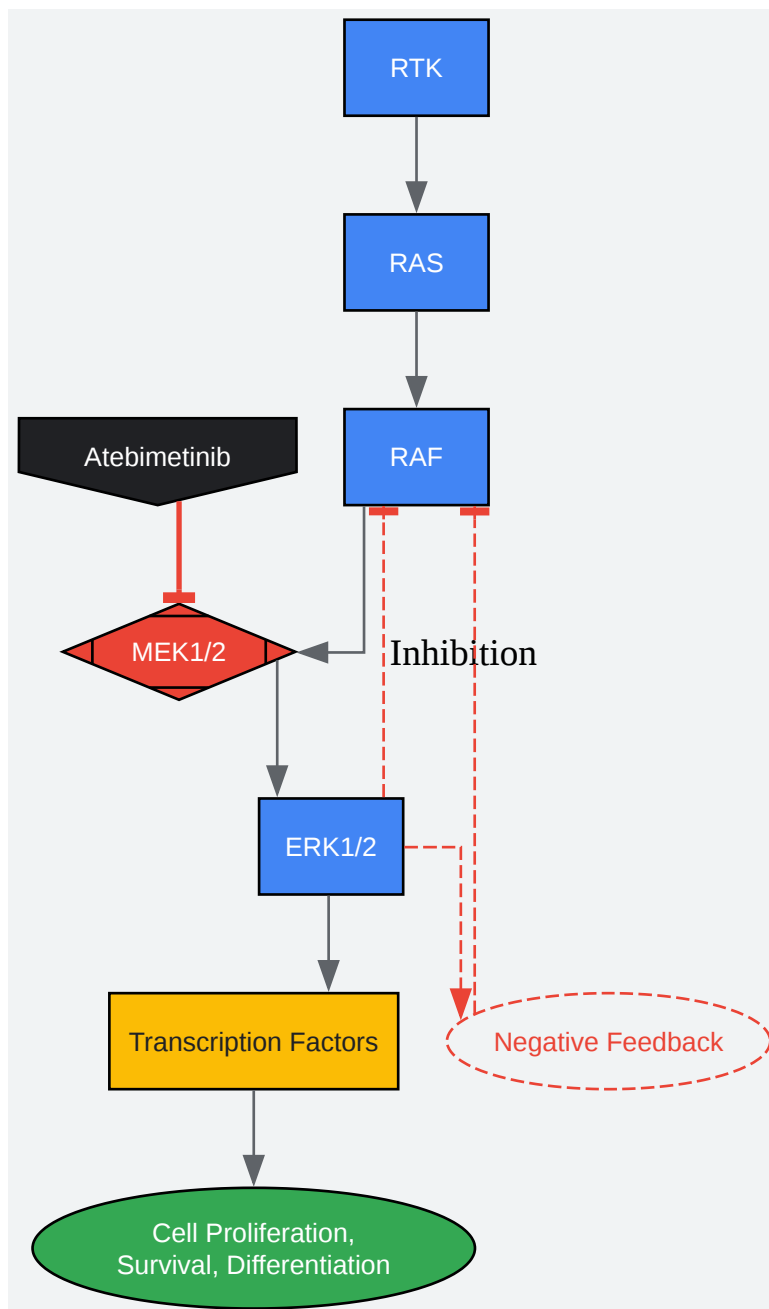 RTK
RAS
Atebimetinib
RAF
MEK1/2
Inhibition
ERK1/2
Transcription Factors
Negative Feedback
Cell Proliferation,
Survival, Differentiation